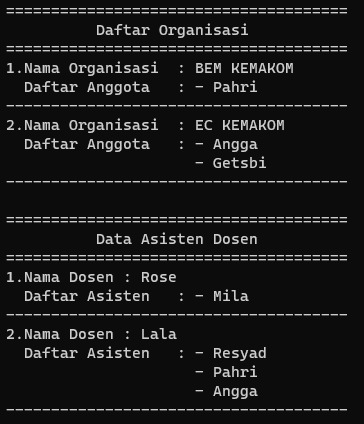 ======================================
          Daftar Organisasi
======================================
1.Nama Organisasi  : BEM KEMAKOM
  Daftar Anggota   : - Pahri
--------------------------------------
2.Nama Organisasi  : EC KEMAKOM
  Daftar Anggota   : - Angga
                     - Getsbi
--------------------------------------

======================================
          Data Asisten Dosen
======================================
1.Nama Dosen : Rose
  Daftar Asisten   : - Mila
--------------------------------------
2.Nama Dosen : Lala
  Daftar Asisten   : - Resyad
                     - Pahri
                     - Angga
--------------------------------------